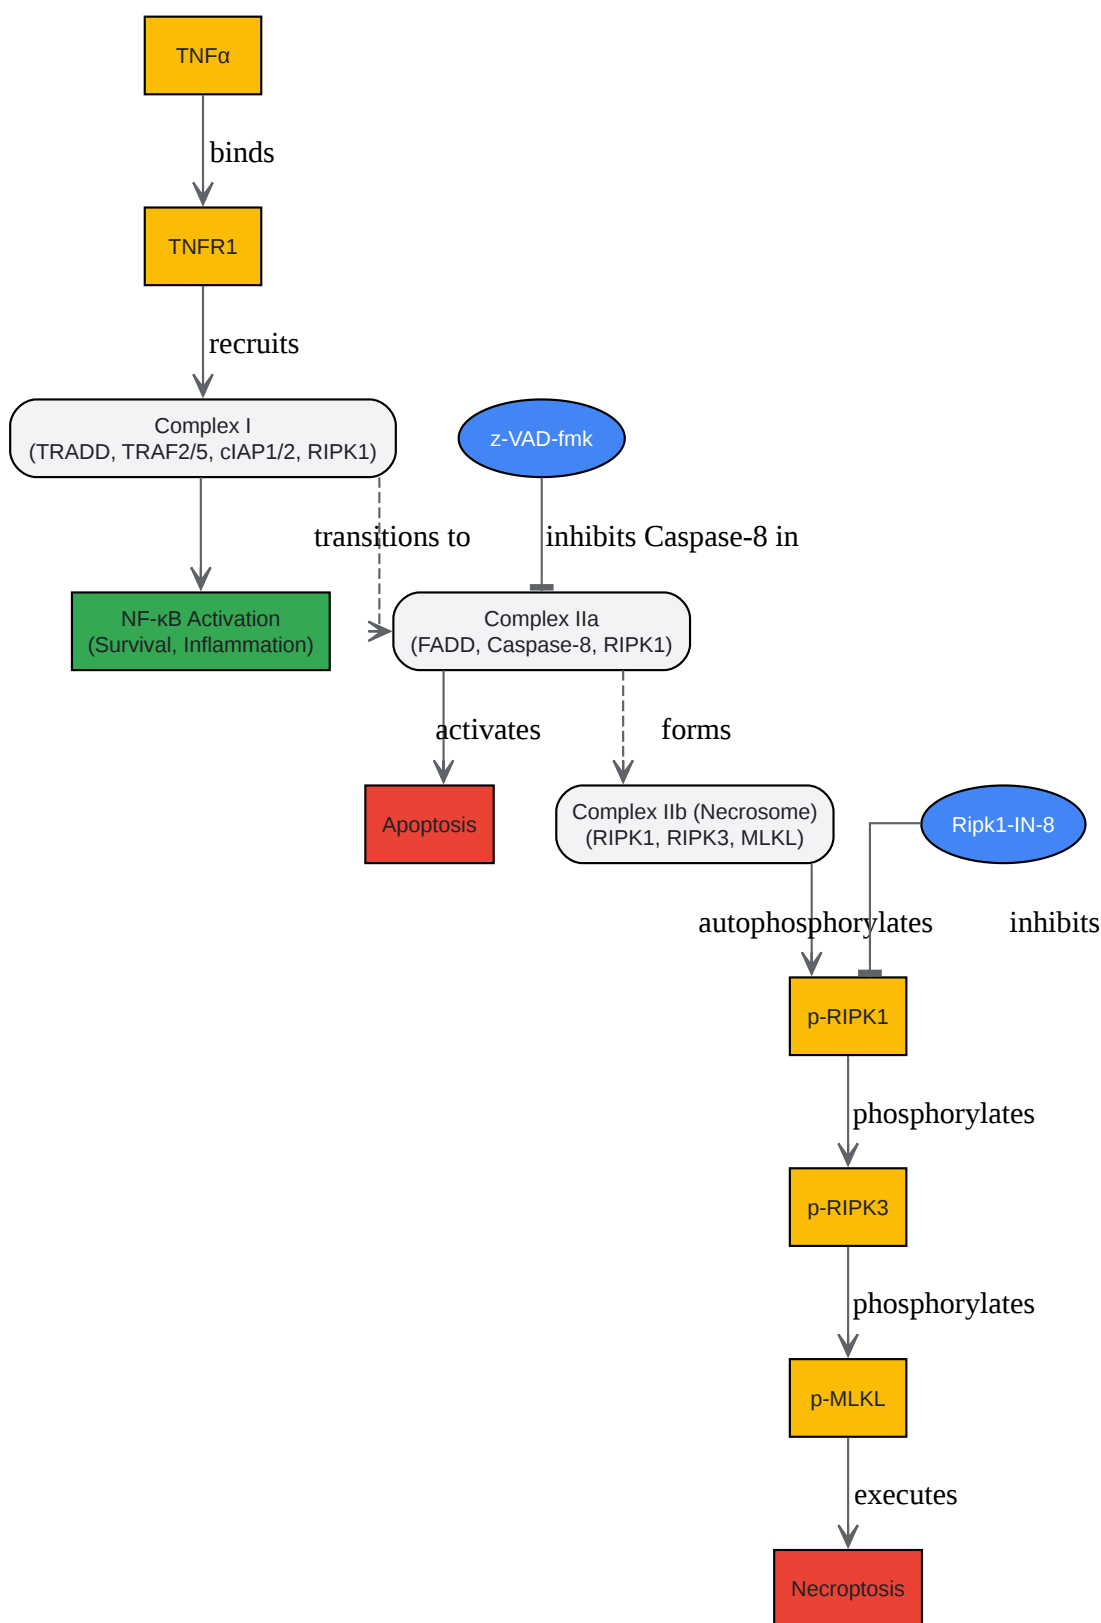 TNFα
binds
TNFR1
recruits
Complex I
(TRADD, TRAF2/5, cIAP1/2, RIPK1)
z-VAD-fmk
transitions to
inhibits Caspase-8 in
NF-κB Activation
(Survival, Inflammation)
Complex IIa
(FADD, Caspase-8, RIPK1)
activates
forms
Apoptosis
Complex IIb (Necrosome)
(RIPK1, RIPK3, MLKL)
Ripk1-IN-8
autophosphorylates
inhibits
p-RIPK1
phosphorylates
p-RIPK3
phosphorylates
p-MLKL
executes
Necroptosis